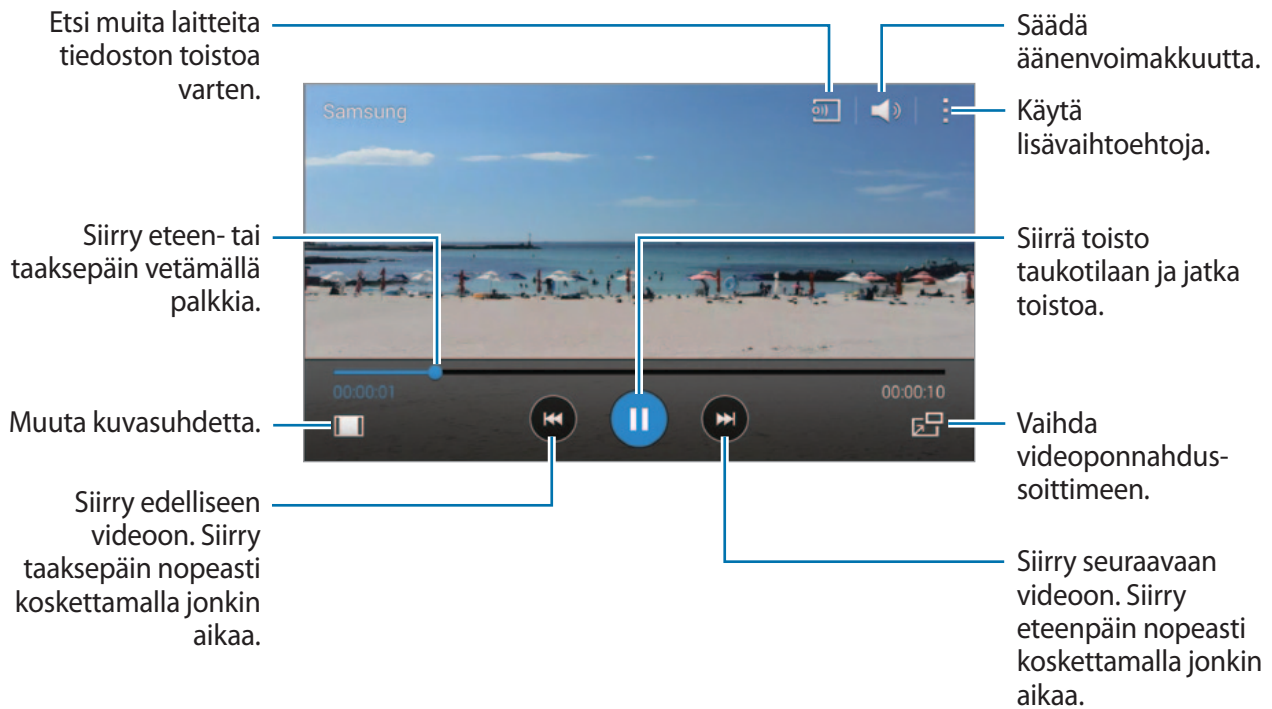 Etsi muita laitteita
tiedoston toistoa
varten.
Säädä
äänenvoimakkuutta.
Samsung
Käytä
lisävaihtoehtoja.
Siirry eteen- tai
taaksepäin vetämällä
palkkia.
Siirrä toisto
taukotilaan ja jatka
toistoa.
00:00:01
00:00:10
Muuta kuvasuhdetta.
Vaihda
videoponnahdus-
soittimeen.
Siirry edelliseen
videoon. Siirry
taaksepäin nopeasti
koskettamalla jonkin
aikaa.
Siirry seuraavaan
videoon. Siirry
eteenpäin nopeasti
koskettamalla jonkin
aikaa.